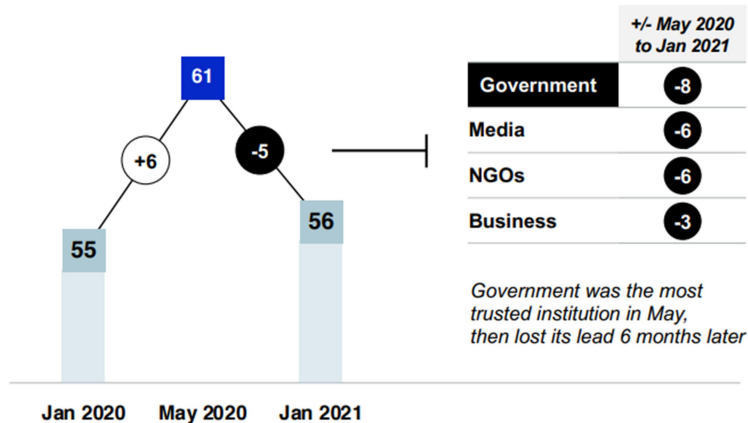 +/- May 2020
to Jan 2021
61
+6
-5
55
56
Government -8
Media -6
NGOs -6
Business -3
Government was the most
trusted institution in May,
then lost its lead 6 months later
Jan 2020 May 2020 Jan 2021